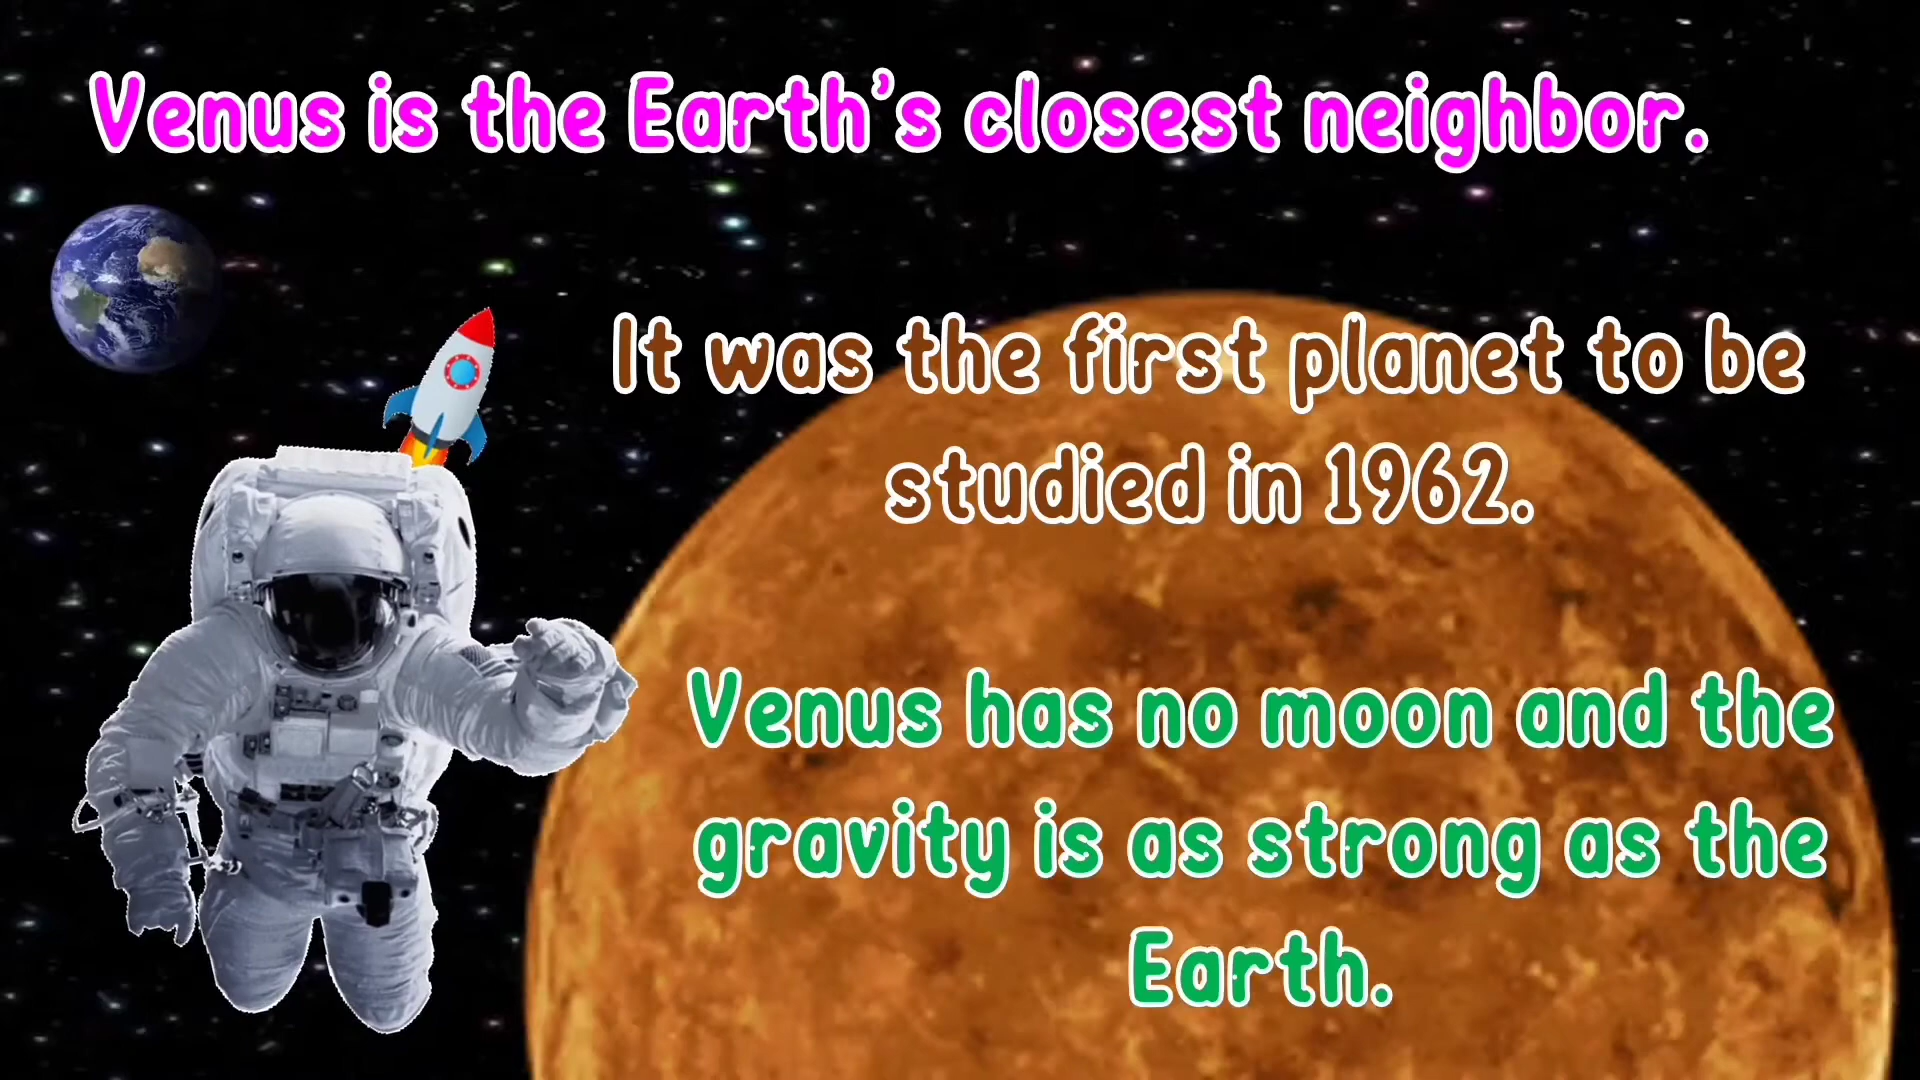 Venus is the Earth’s closest neighbor.
It was the first planet to be
studied in 1962.
Venus has no moon and the
gravity is as strong as the
Earth.